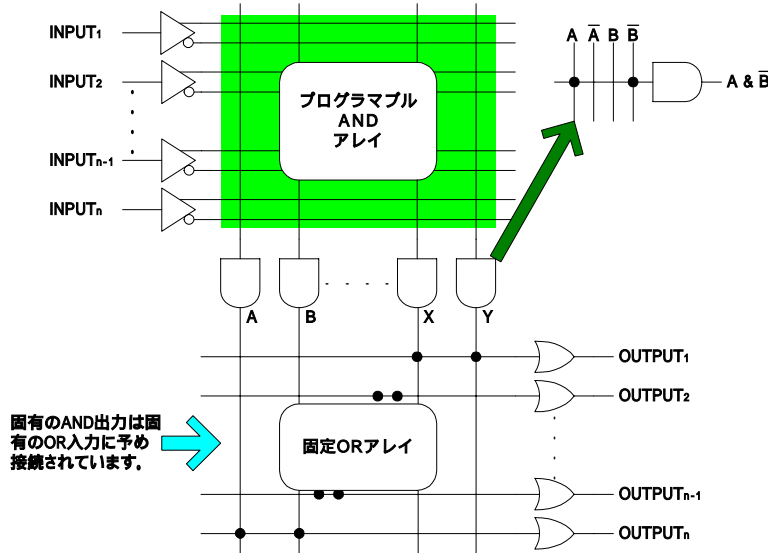 INPUT₁
INPUT₂
INPUTn-1
INPUTn
プログラマブル
AND
アレイ
A A̅ B B̅
A & B̅
A
B
X
Y
OUTPUT₁
OUTPUT₂
OUTPUTn-1
OUTPUTn
固定ORアレイ
固有のAND出力は固
有のOR入力に予め
接続されています。